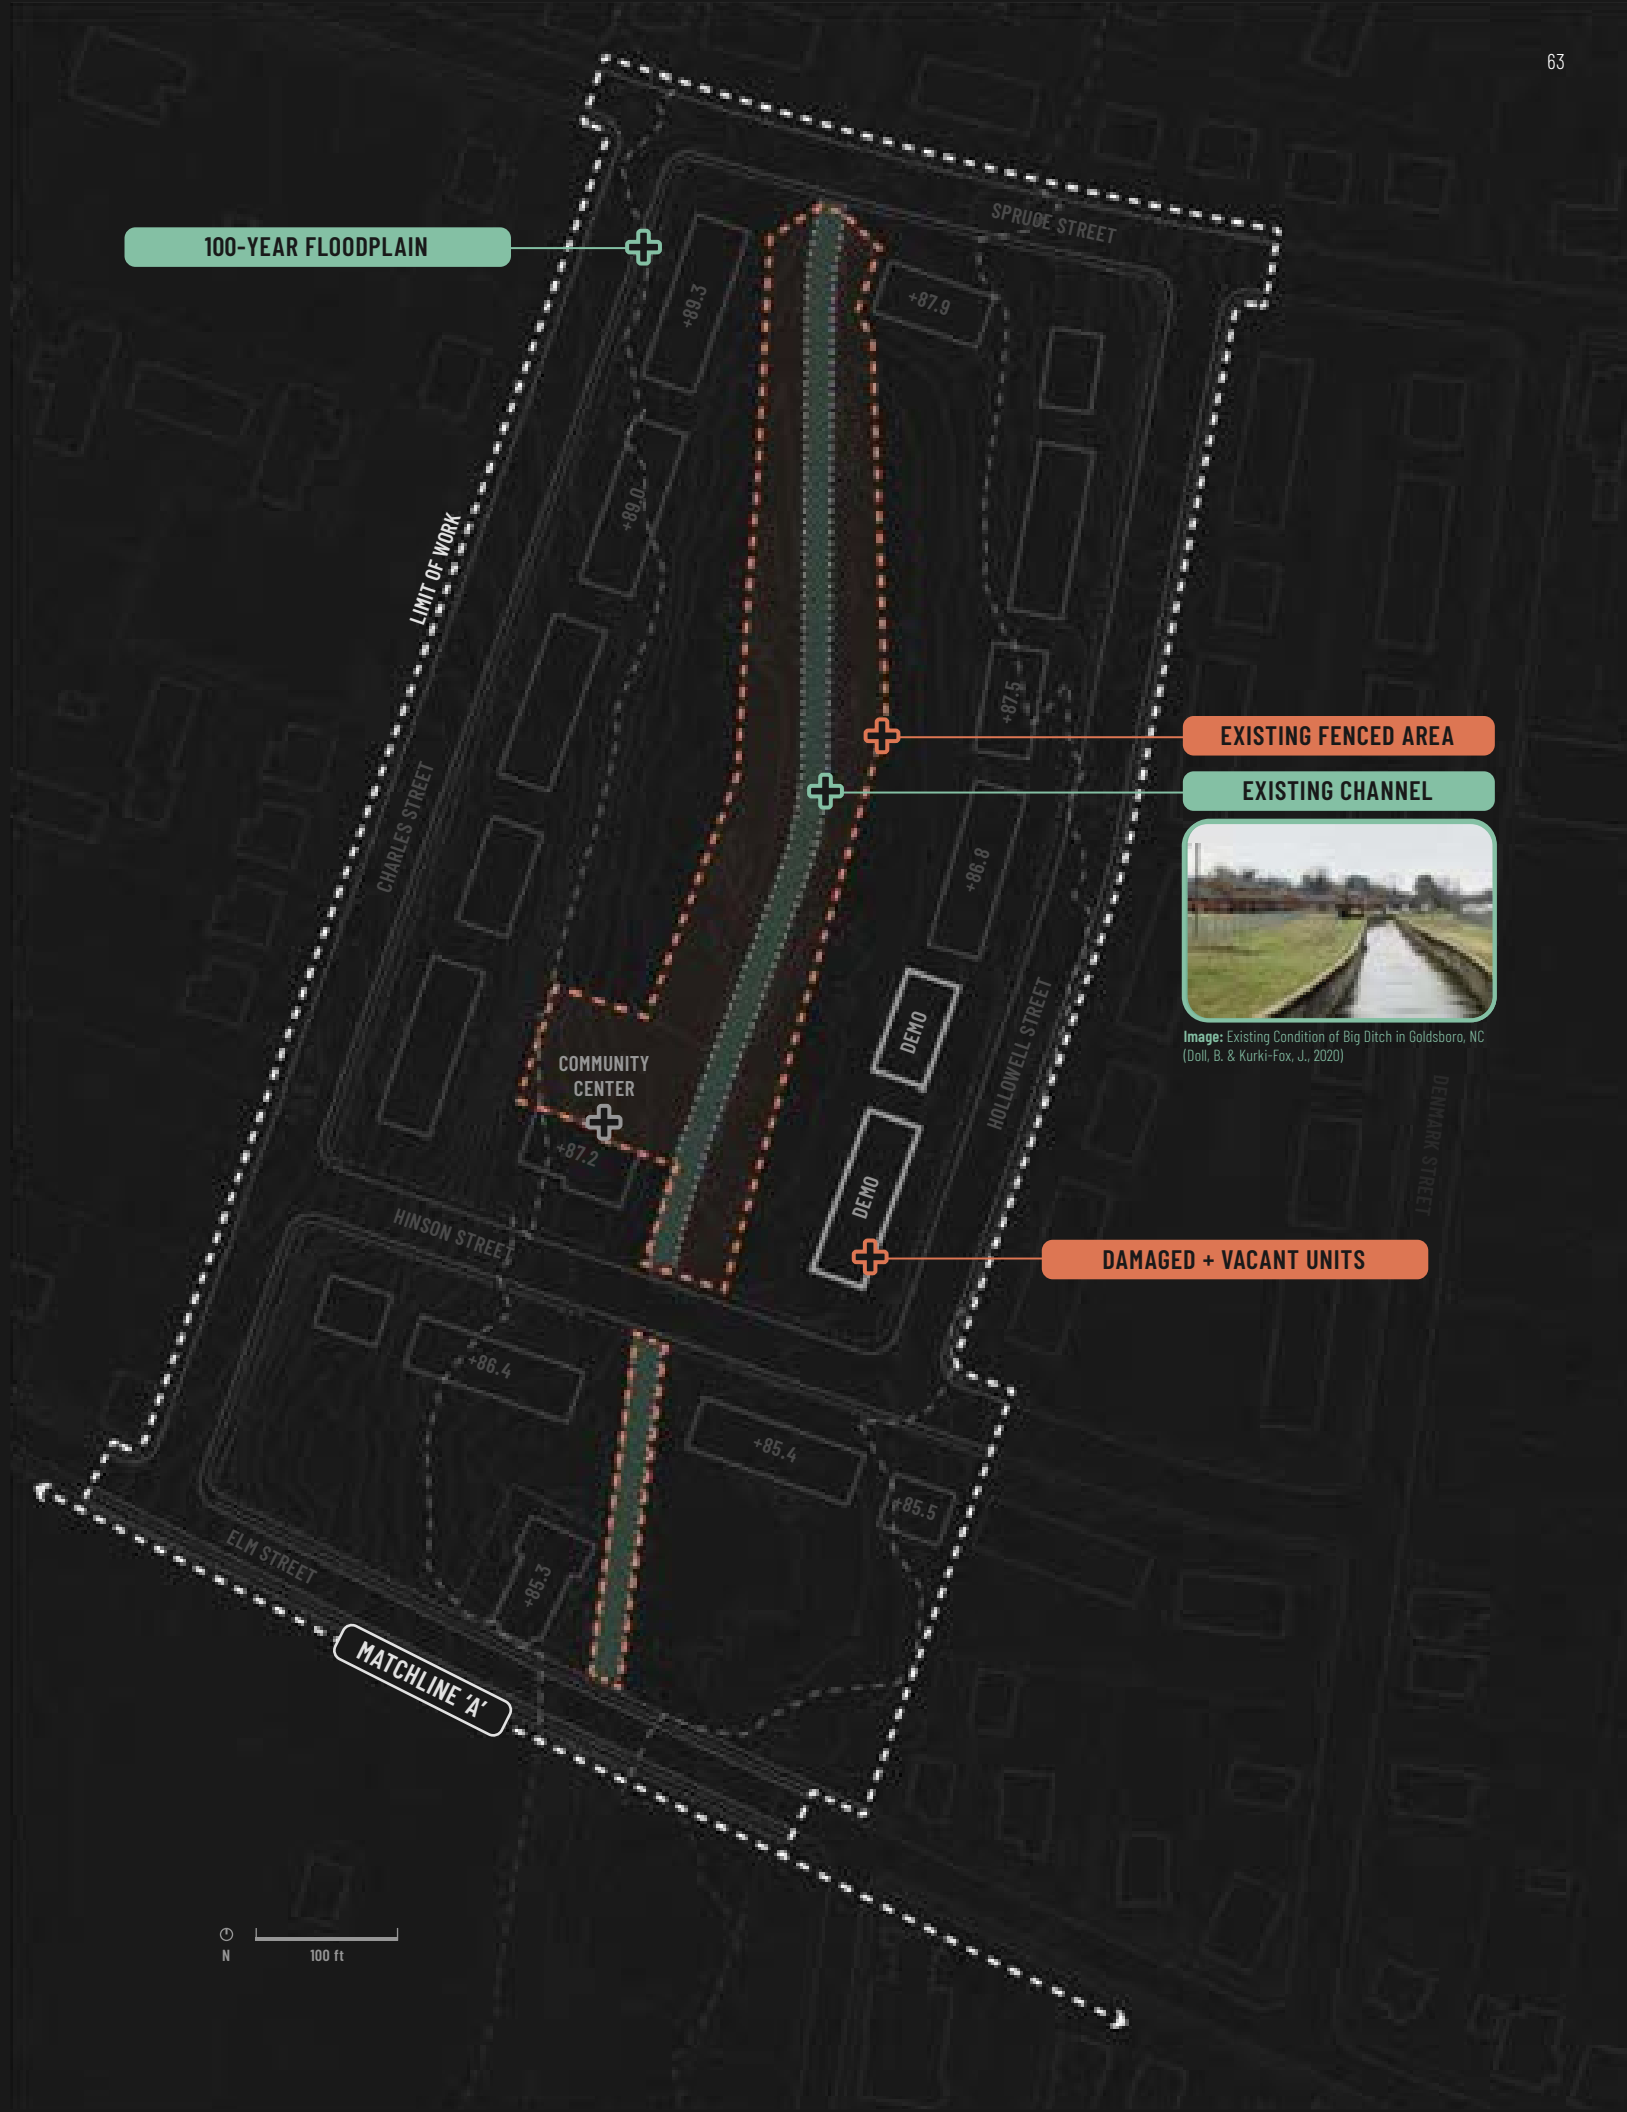 63
SPRUCE STREET
100-YEAR FLOODPLAIN
+89.3
+87.9
+89.0
LIMIT OF WORK
+87.5
EXISTING FENCED AREA
EXISTING CHANNEL
CHARLES STREET
+86.8
DEMO
HOLLOWELL STREET
Image: Existing Condition of Big Ditch in Goldsboro, NC
(Doll, B. & Kurki-Fox, J., 2020)
COMMUNITY
CENTER
+87.2
DENMARK STREET
DEMO
HINSON STREET
DAMAGED + VACANT UNITS
+86.4
+85.4
+85.5
ELM STREET
+85.3
MATCHLINE 'A'
N
100 ft